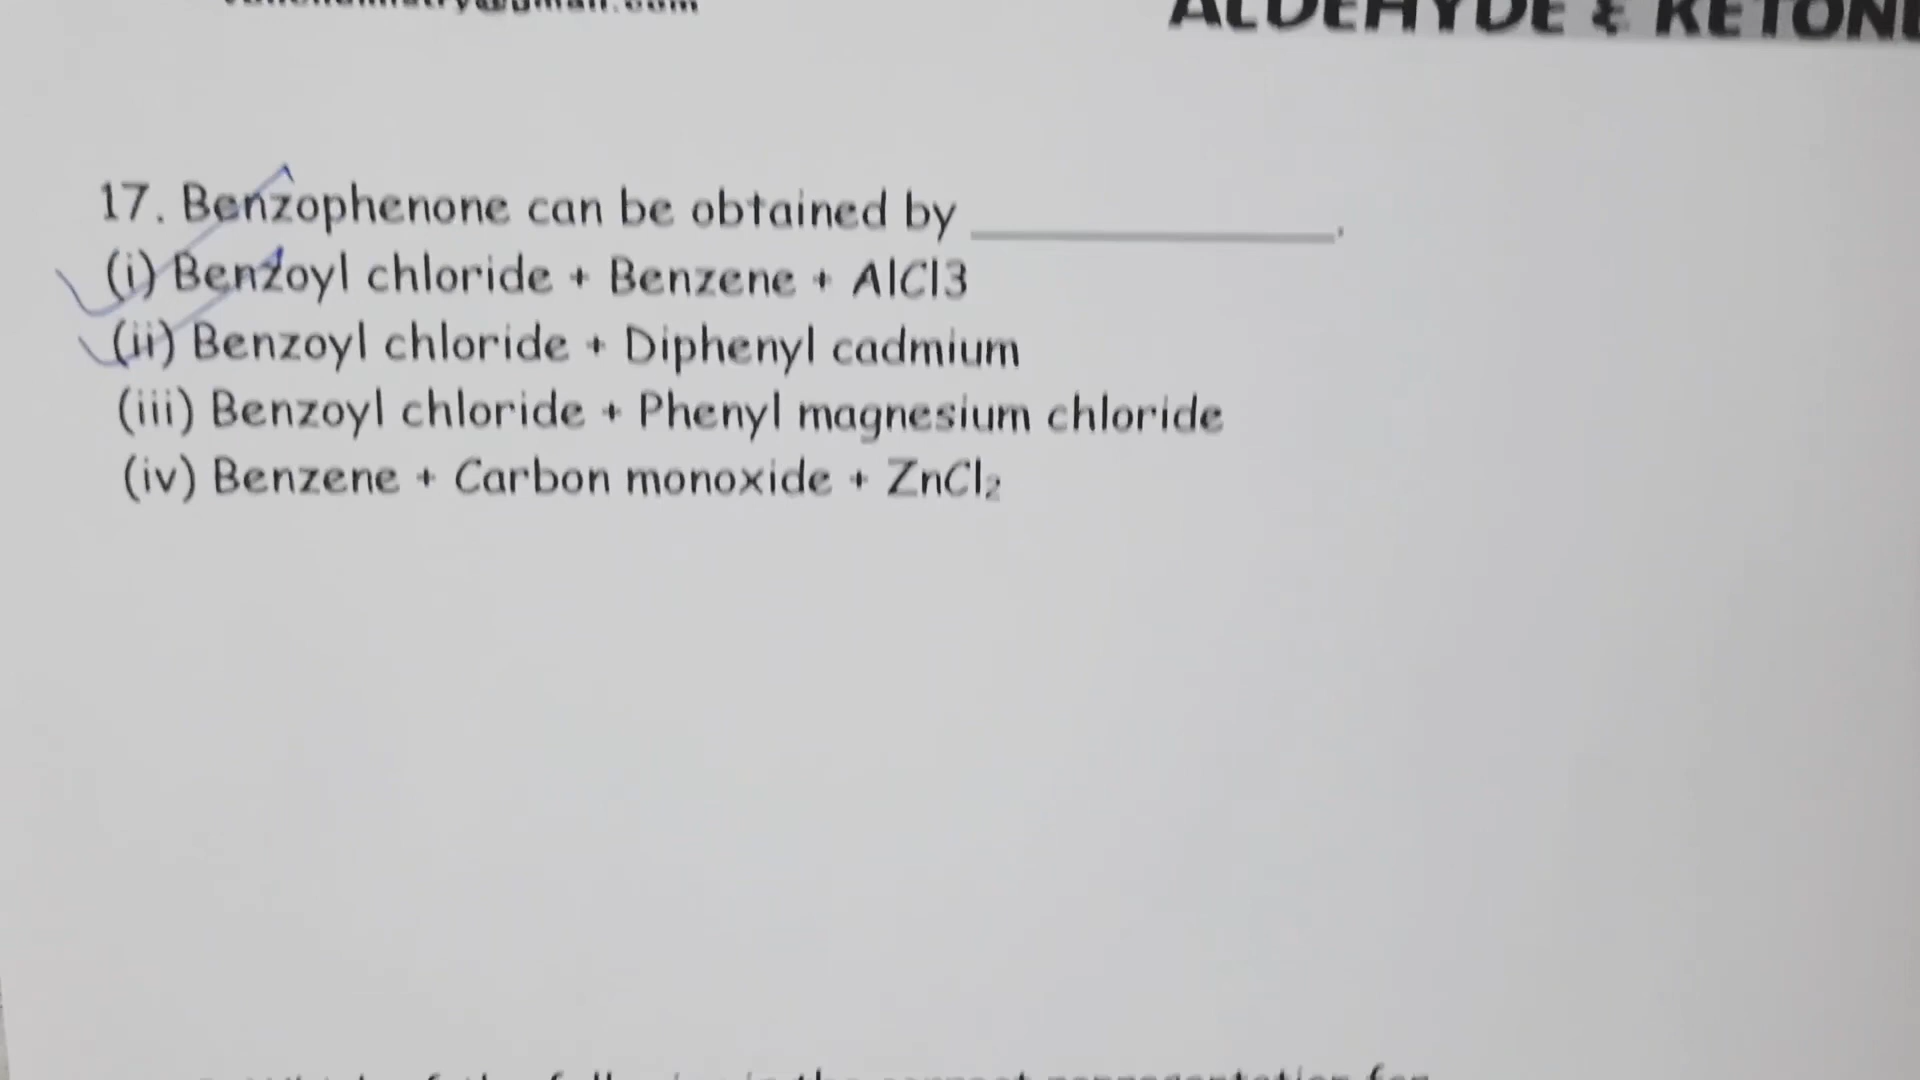 ALDEHYDE & KETON
17. Benzophenone can be obtained by ____________.
(i) Benzoyl chloride + Benzene + AlCl3
(ii) Benzoyl chloride + Diphenyl cadmium
(iii) Benzoyl chloride + Phenyl magnesium chloride
(iv) Benzene + Carbon monoxide + ZnCl₂